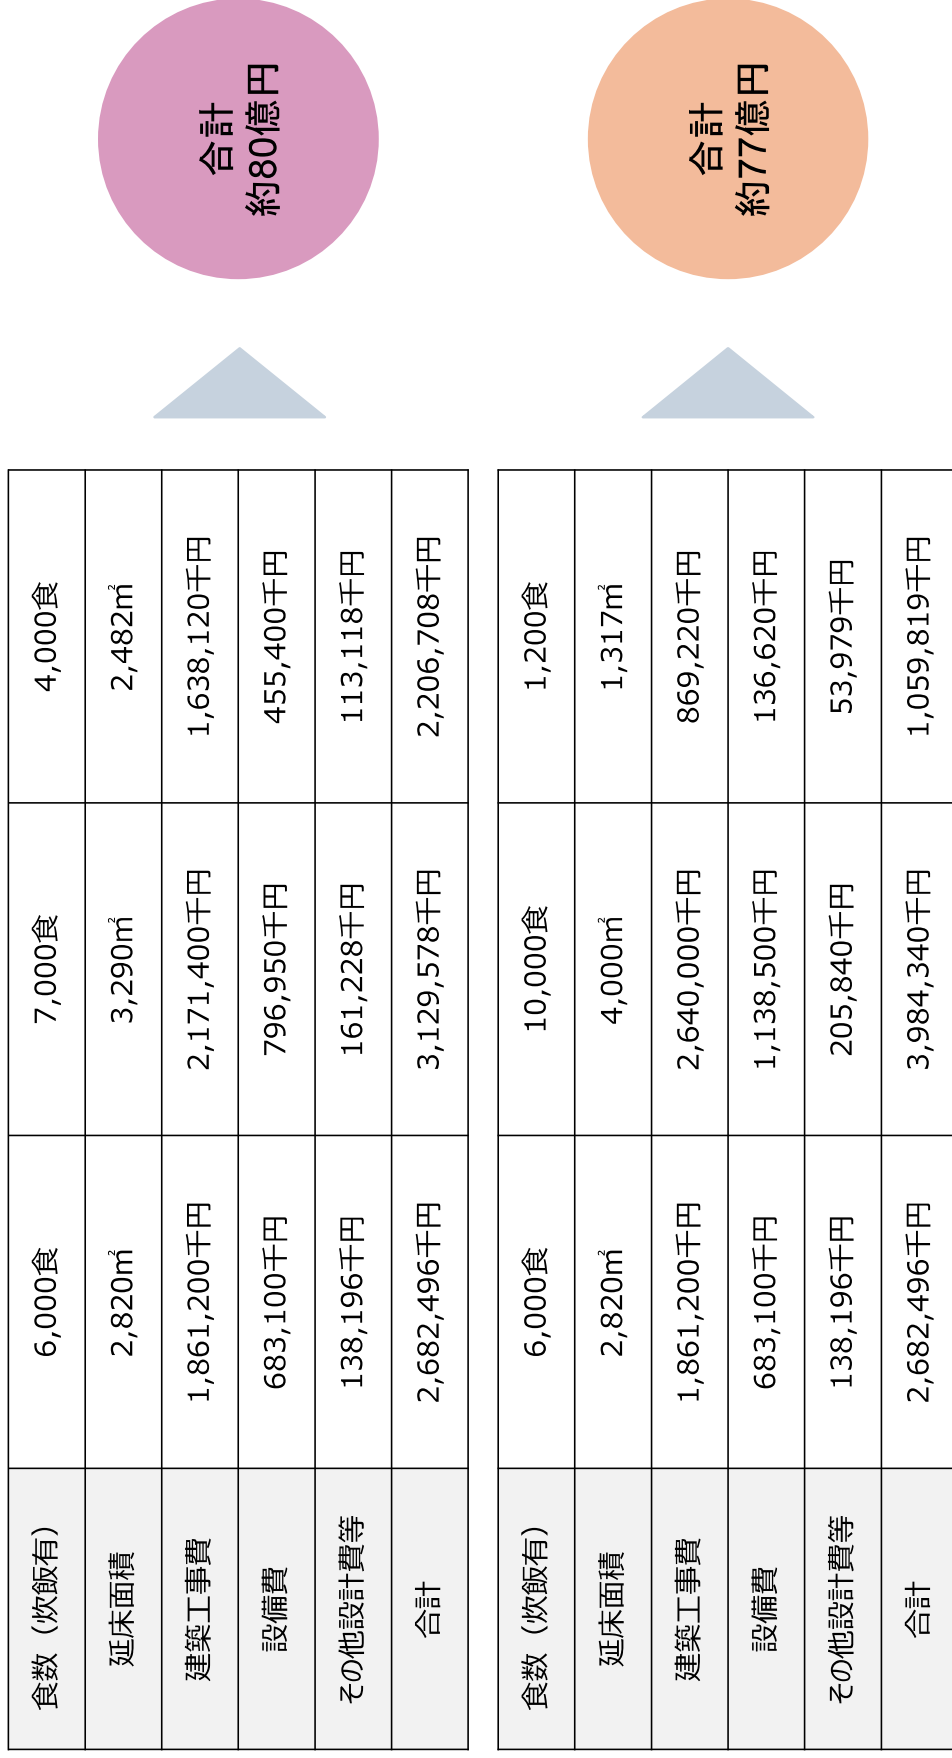 食数（炊飯有） 6,000食 7,000食 4,000食
延床面積 2,820㎡ 3,290㎡ 2,482㎡
建築工事費 1,861,200千円 2,171,400千円 1,638,120千円
設備費 683,100千円 796,950千円 455,400千円
その他設計費等 138,196千円 161,228千円 113,118千円
合計 2,682,496千円 3,129,578千円 2,206,708千円
合計
約80億円
食数（炊飯有） 6,000食 10,000食 1,200食
延床面積 2,820㎡ 4,000㎡ 1,317㎡
建築工事費 1,861,200千円 2,640,000千円 869,220千円
設備費 683,100千円 1,138,500千円 136,620千円
その他設計費等 138,196千円 205,840千円 53,979千円
合計 2,682,496千円 3,984,340千円 1,059,819千円
合計
約77億円